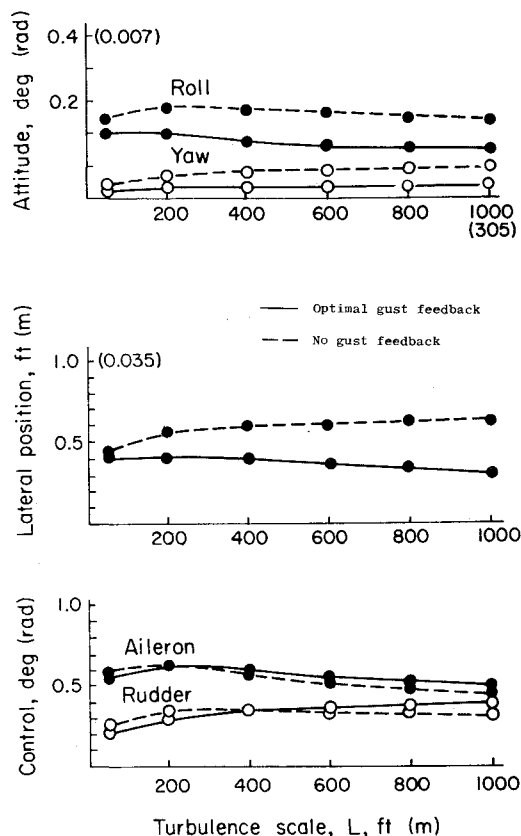 Attitude, deg (rad)
0.4
(0.007)
0.2
Roll
Yaw
200 400 600 800 1000
(305)
Lateral position, ft (m)
1.0
(0.035)
0.5
Optimal gust feedback
No gust feedback
200 400 600 800 1000
Control, deg (rad)
1.0
0.5
Aileron
Rudder
200 400 600 800 1000
Turbulence scale, L, ft (m)